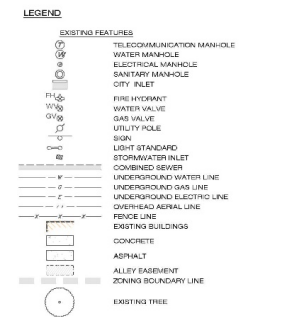 LEGEND
EXISTING FEATURES
T TELECOMMUNICATION MANHOLE
W WATER MANHOLE
ELECTRICAL MANHOLE
SANITARY MANHOLE
CITY INLET
FH FIRE HYDRANT
WV WATER VALVE
GV GAS VALVE
UTILITY POLE
SIGN
LIGHT STANDARD
STORMWATER INLET
COMBINED SEWER
W UNDERGROUND WATER LINE
G UNDERGROUND GAS LINE
E UNDERGROUND ELECTRIC LINE
OVERHEAD AERIAL LINE
X X X FENCE LINE
EXISTING BUILDINGS
CONCRETE
ASPHALT
ALLEY EASEMENT
ZONING BOUNDARY LINE
EXISTING TREE